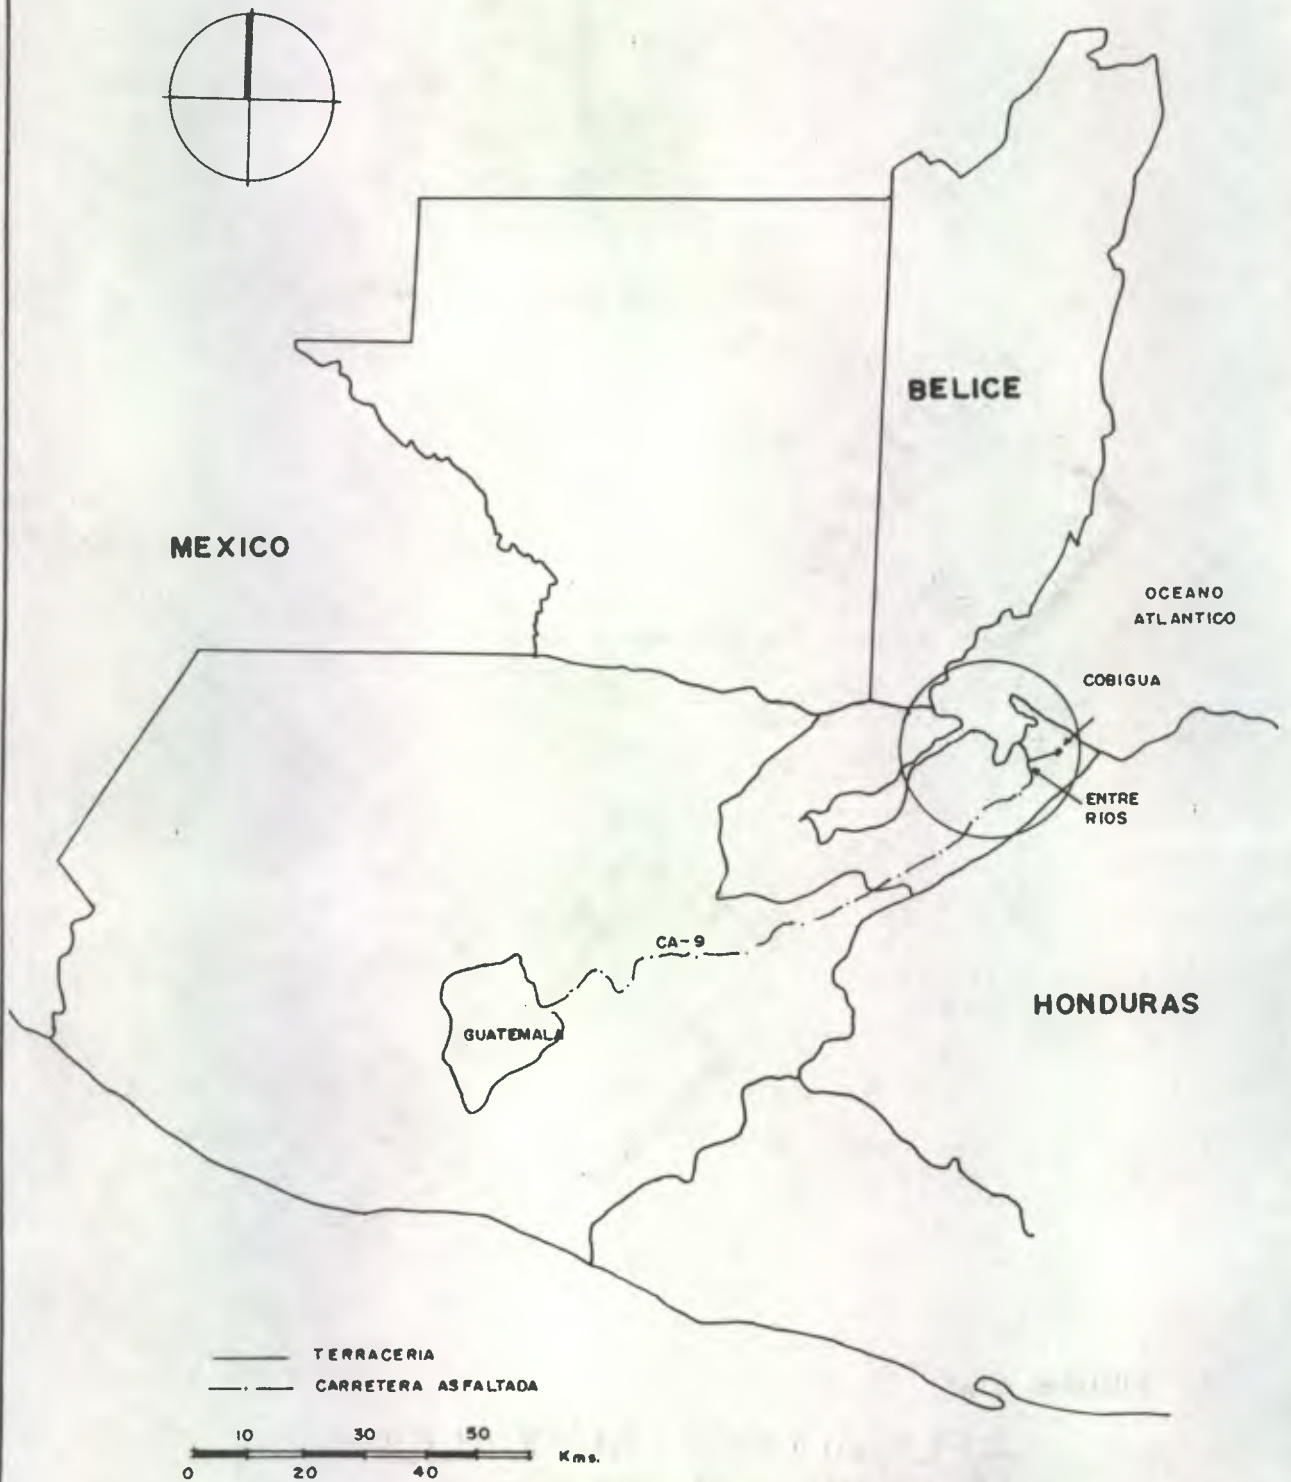 BELICE
MEXICO
OCEANO
ATLANTICO
COBIGUA
ENTRE
RIOS
CA-9
HONDURAS
GUATEMALA
TERRACERIA
CARRETERA ASFALTADA
10 30 50
Kms.
0 20 40